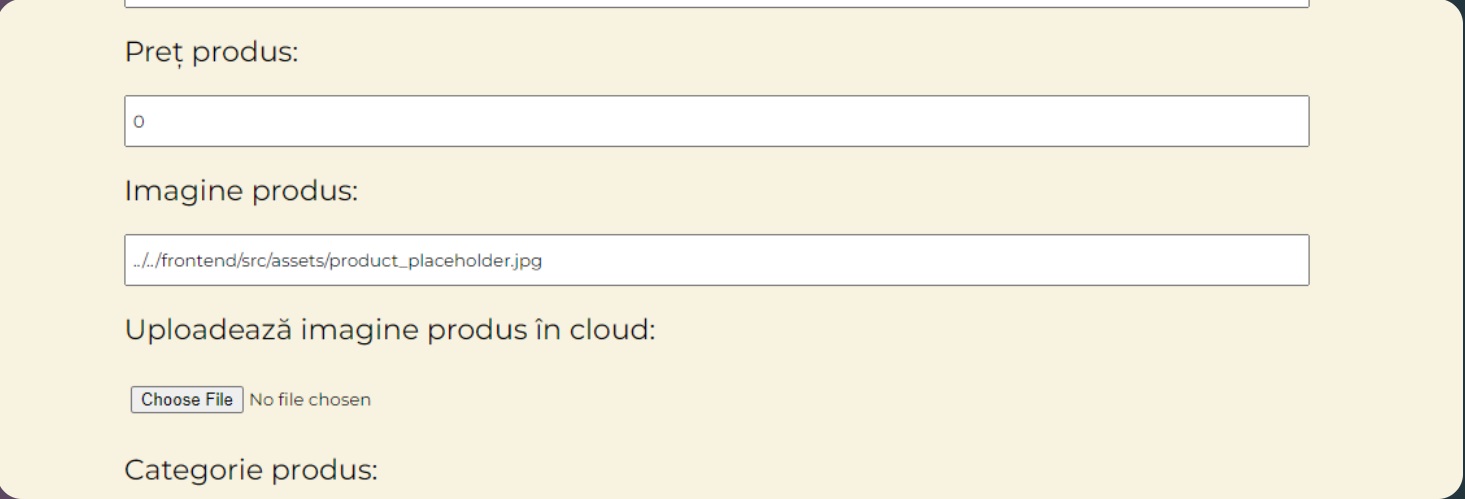 Preț produs:
0
Imagine produs:
../../frontend/src/assets/product_placeholder.jpg
Uploadează imagine produs în cloud:
Choose File No file chosen
Categorie produs: